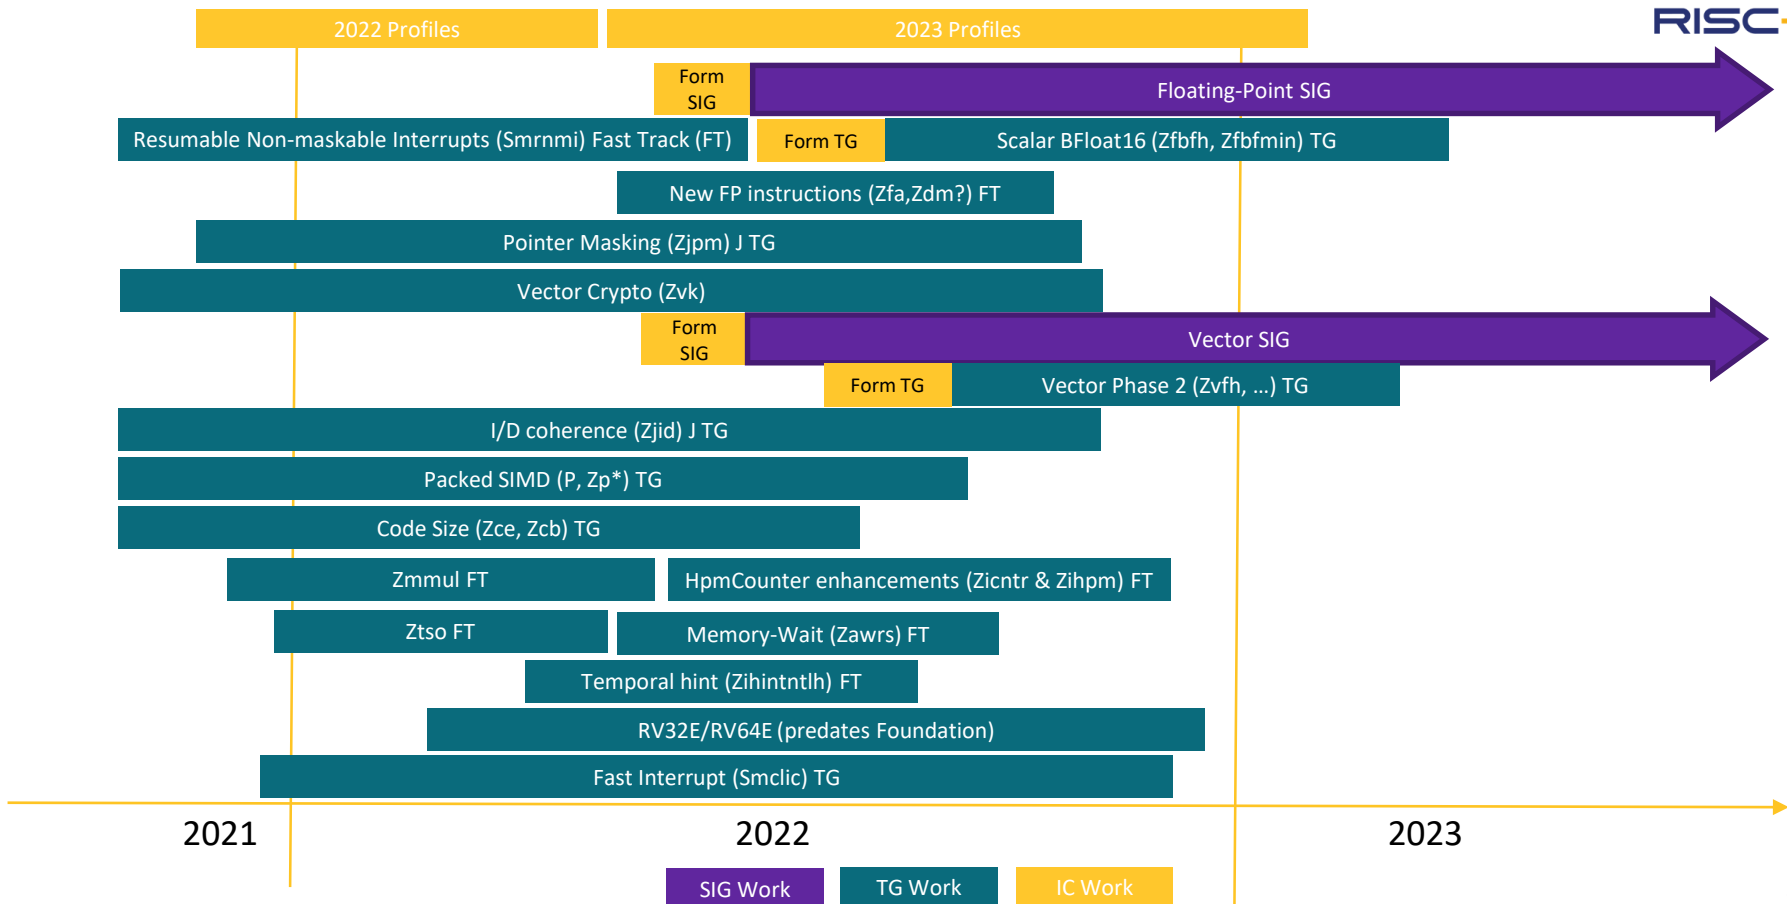 2022 Profiles
2023 Profiles
RISC
Form
SIG
Floating-Point SIG
Resumable Non-maskable Interrupts (Smrnmi) Fast Track (FT)
Form TG
Scalar BFloat16 (Zfbfh, Zfbfmin) TG
New FP instructions (Zfa,Zdm?) FT
Pointer Masking (Zjpm) J TG
Vector Crypto (Zvk)
Form
SIG
Vector SIG
Form TG
Vector Phase 2 (Zvfh, ...) TG
I/D coherence (Zjid) J TG
Packed SIMD (P, Zp*) TG
Code Size (Zce, Zcb) TG
Zmmul FT
HpmCounter enhancements (Zicntr & Zihpm) FT
Ztso FT
Memory-Wait (Zawrs) FT
Temporal hint (Zihintntlh) FT
RV32E/RV64E (predates Foundation)
Fast Interrupt (Smclic) TG
2021
2022
2023
SIG Work
TG Work
IC Work